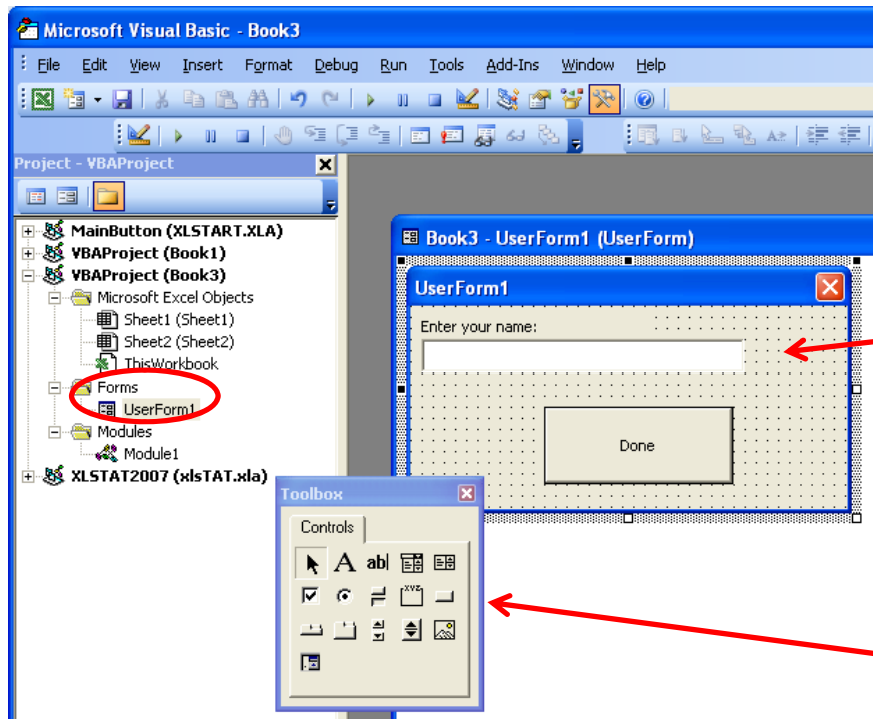 Microsoft Visual Basic - Book3
File Edit View Insert Format Debug Run Tools Add-Ins Window Help
Project - VBAProject
MainButton (XLSTART.XLA)
VBAProject (Book1)
VBAProject (Book3)
Microsoft Excel Objects
Sheet1 (Sheet1)
Sheet2 (Sheet2)
ThisWorkbook
Forms
UserForm1
Modules
Module1
XLSTAT2007 (xlsTAT.xla)
Book3 - UserForm1 (UserForm)
UserForm1
Enter your name:
Done
Toolbox
Controls
A ab|
xyz